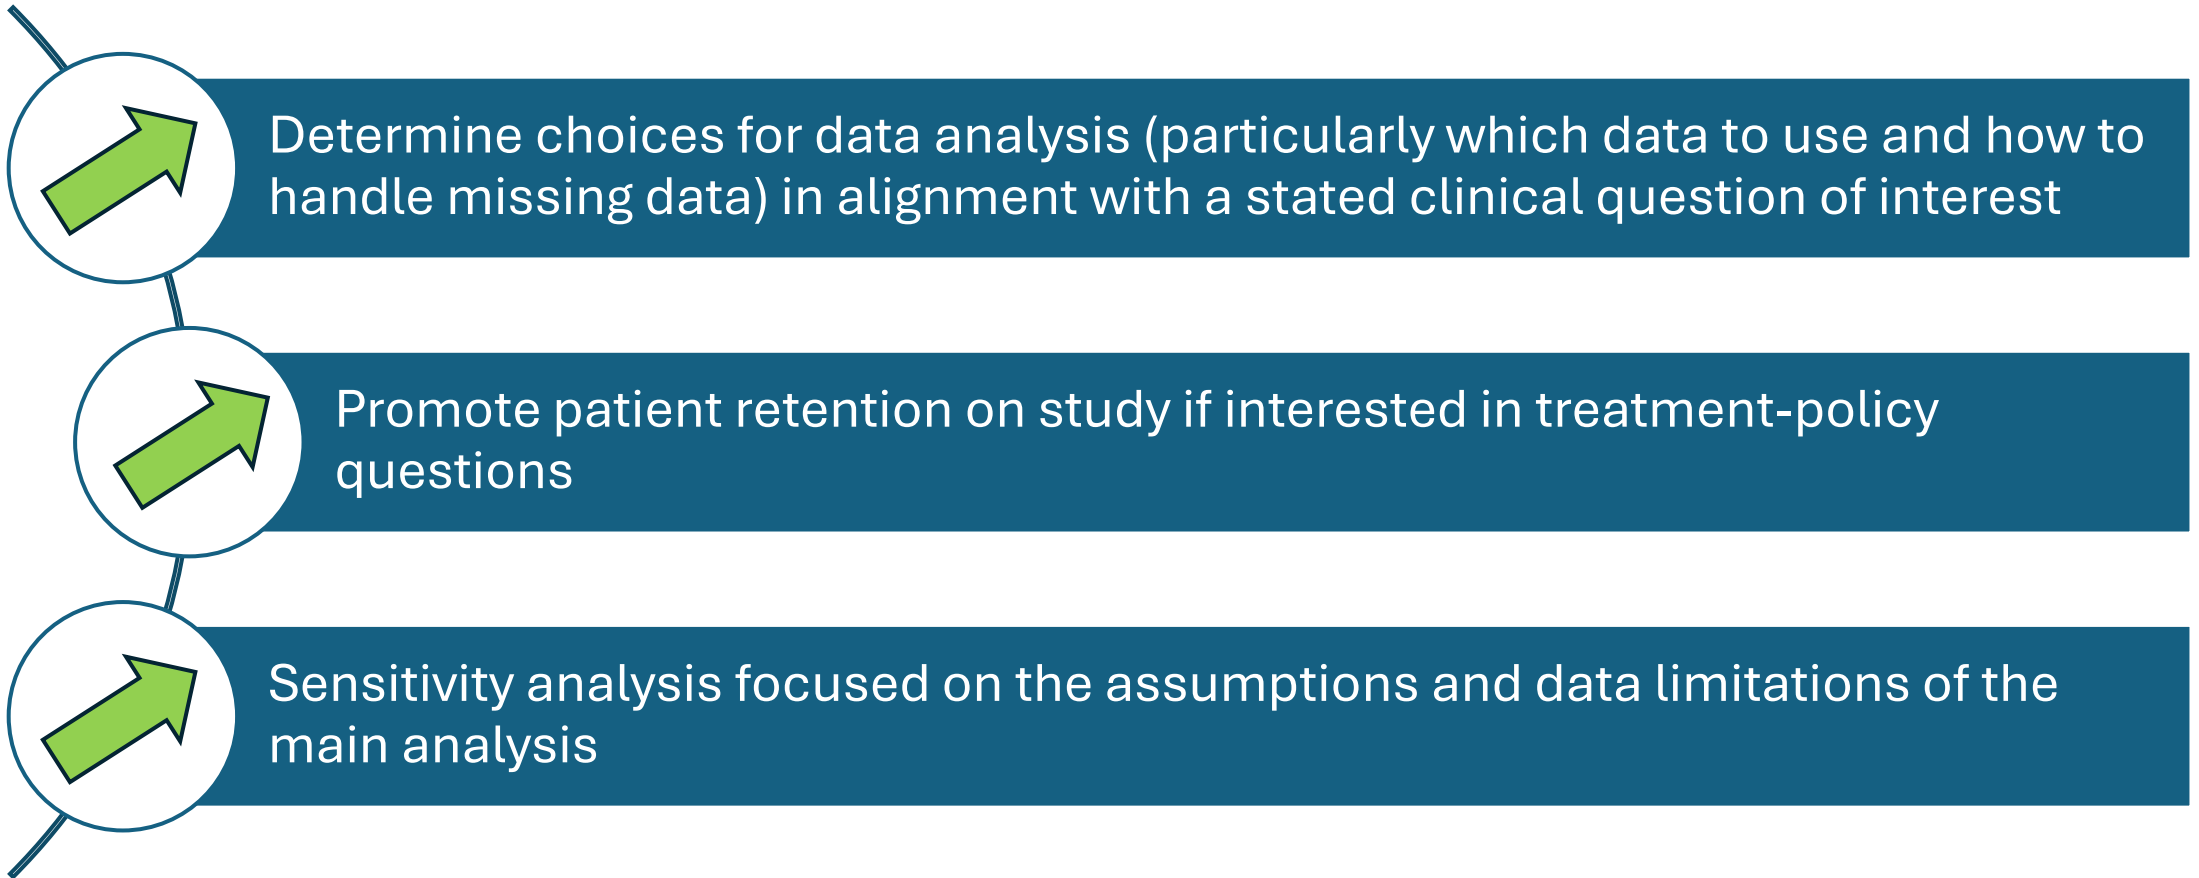 Determine choices for data analysis (particularly which data to use and how to
handle missing data) in alignment with a stated clinical question of interest
Promote patient retention on study if interested in treatment-policy
questions
Sensitivity analysis focused on the assumptions and data limitations of the
main analysis